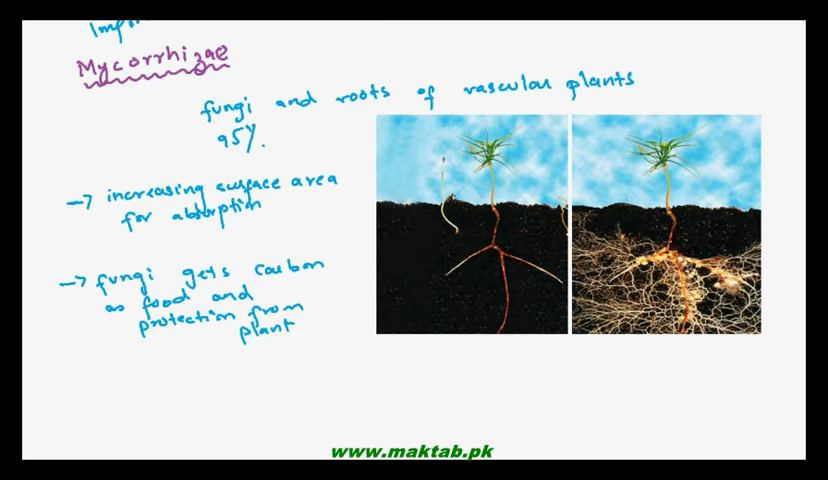 Mycorrhizae
fungi and roots of vascular plants
95%.
→ increasing surface area
for absorption
→ fungi gets carbon
as food and
protection from
plant
www.maktab.pk